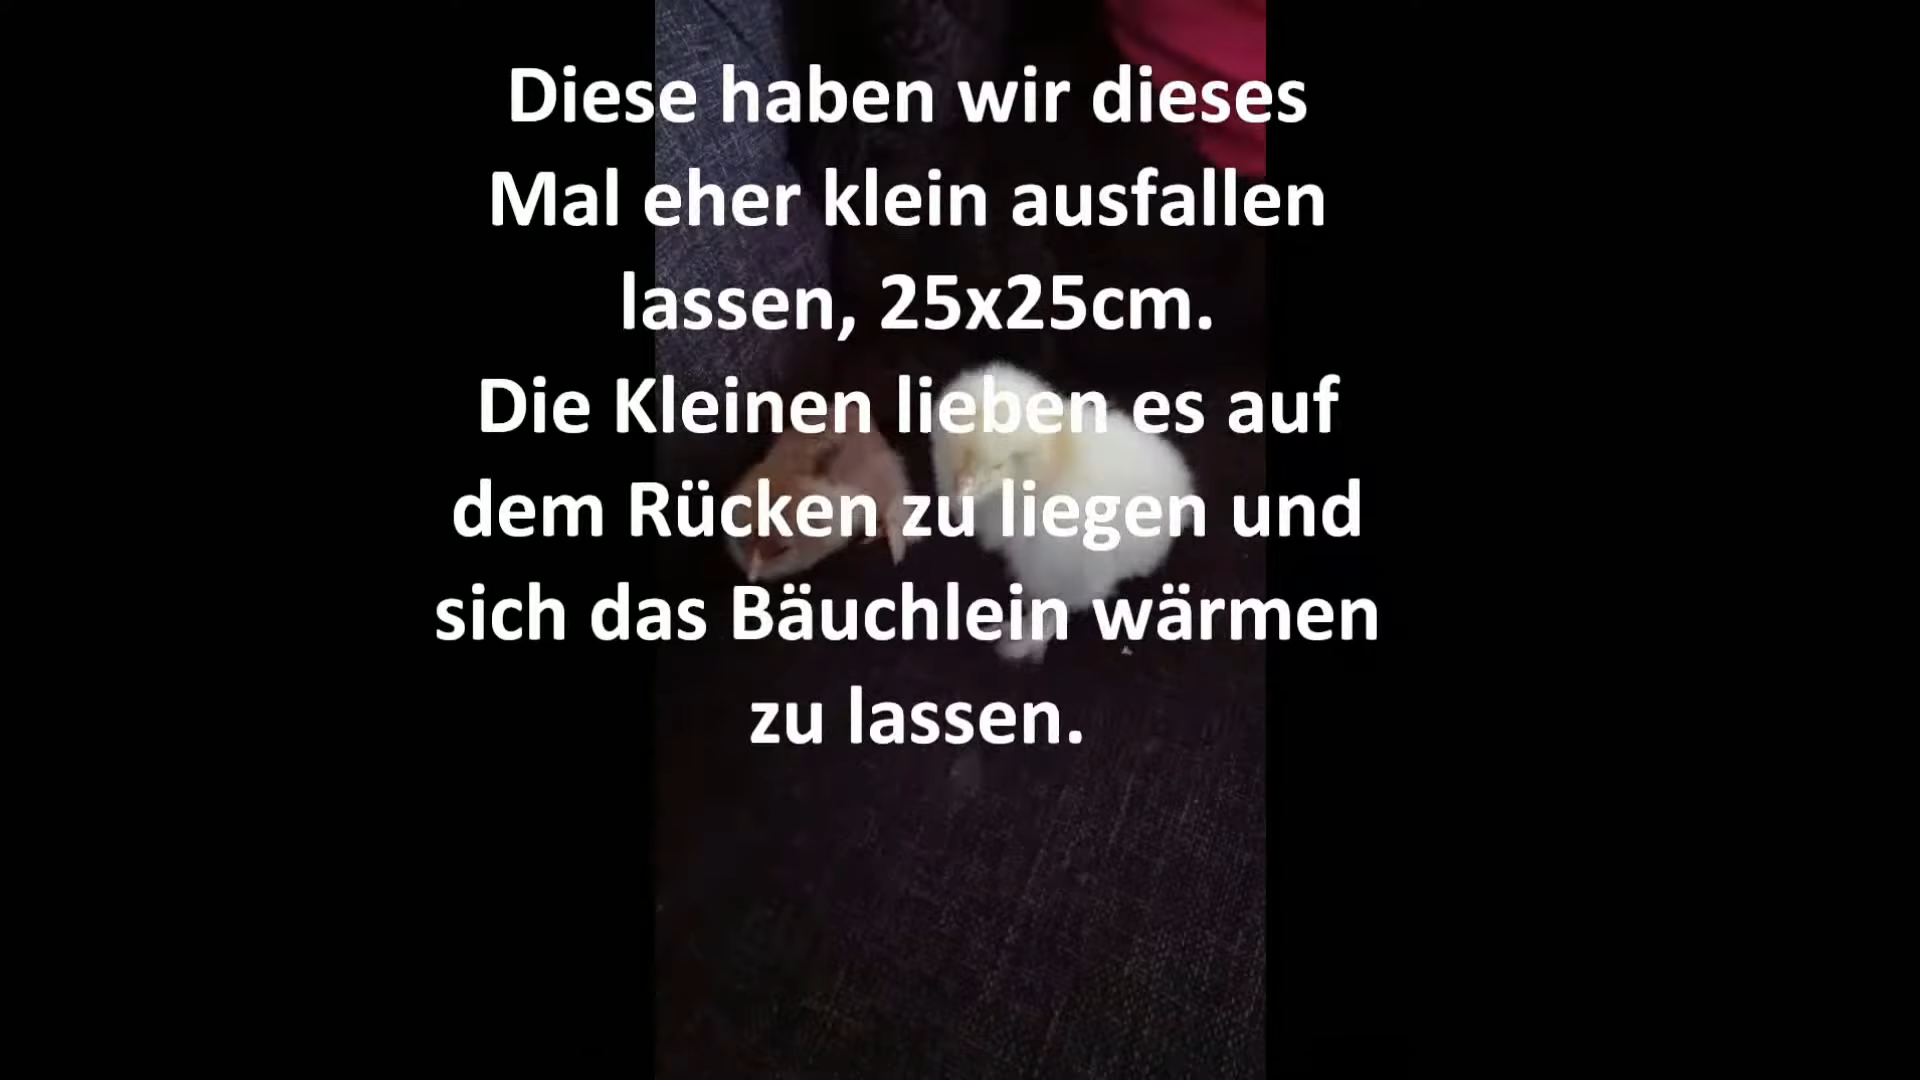 Diese haben wir dieses
Mal eher klein ausfallen
lassen, 25x25cm.
Die Kleinen lieben es auf
dem Rücken zu liegen und
sich das Bäuchlein wärmen
zu lassen.